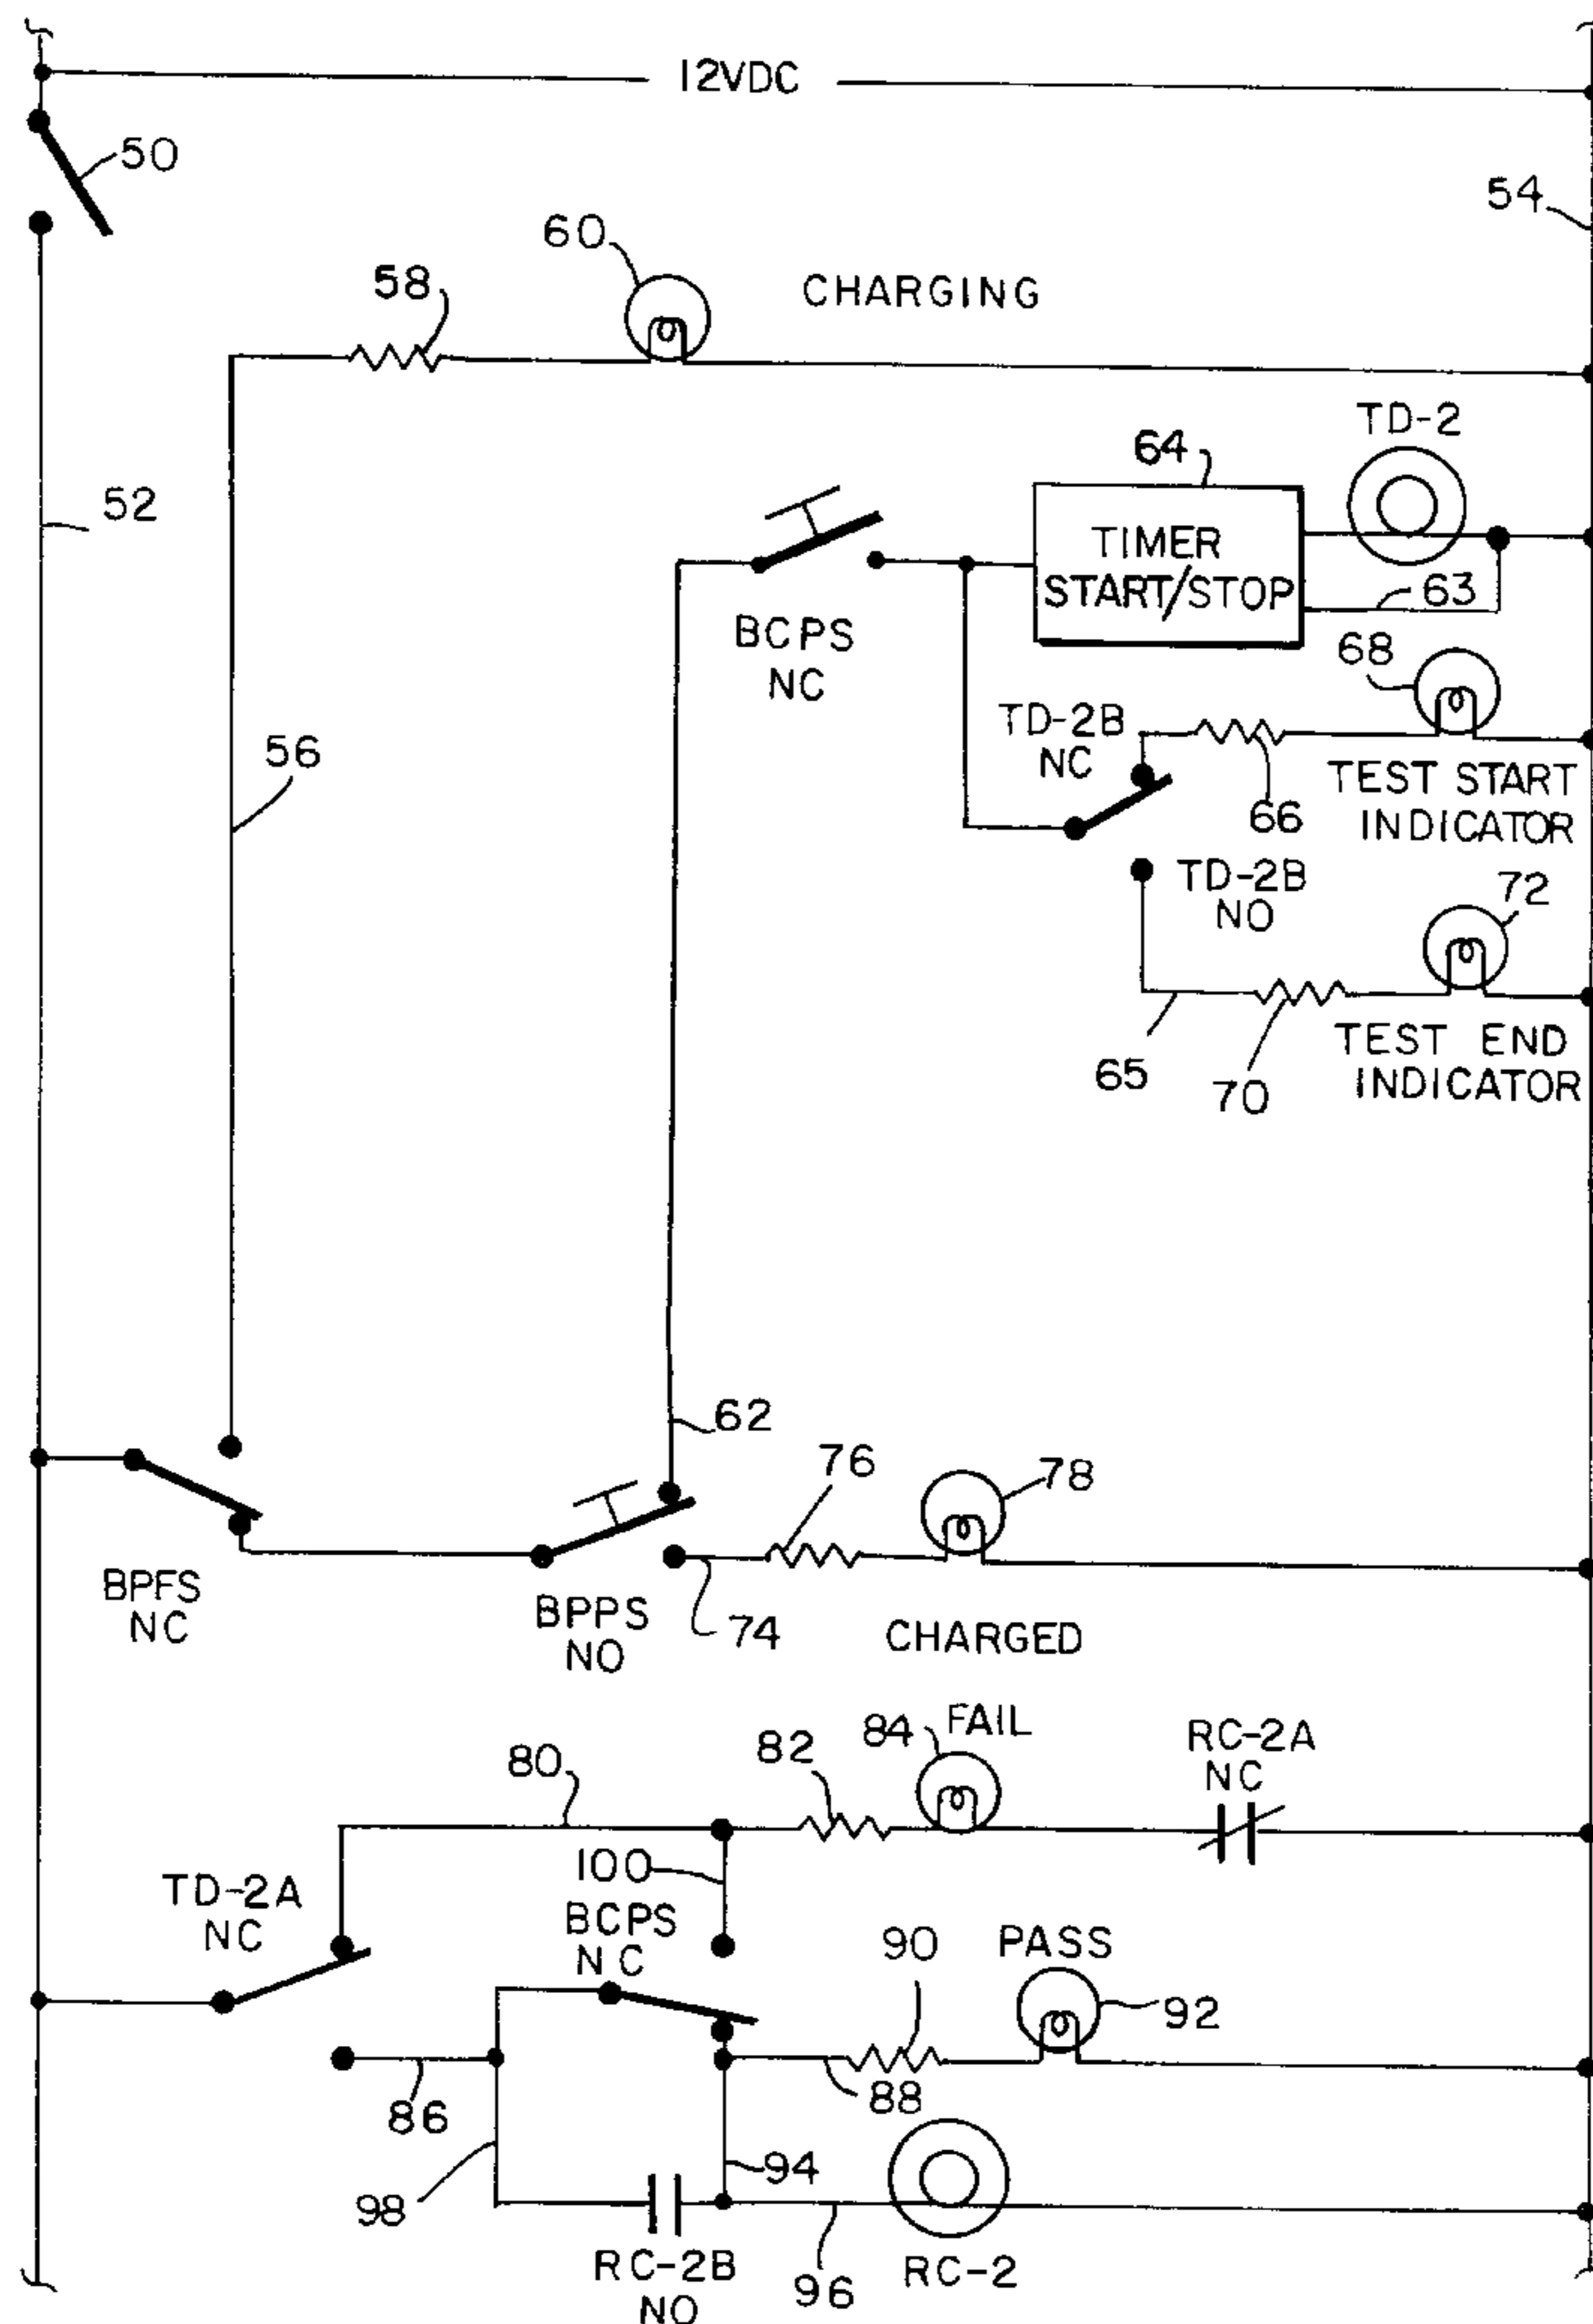 12VDC
50
54
60
CHARGING
58
TD-2
64
52
TIMER
START/STOP
63
BCPS
NC
68
TD-2B
NC
56
66
TEST START
INDICATOR
TD-2B
NO
72
65
70
TEST END
INDICATOR
62
76
78
BPFS
NC
BPPS
NO
74
CHARGED
84
FAIL
RC-2A
NC
82
80
TD-2A
NC
100
BCPS
NC
90
PASS
92
86
88
94
98
RC-2B
NO
96
RC-2